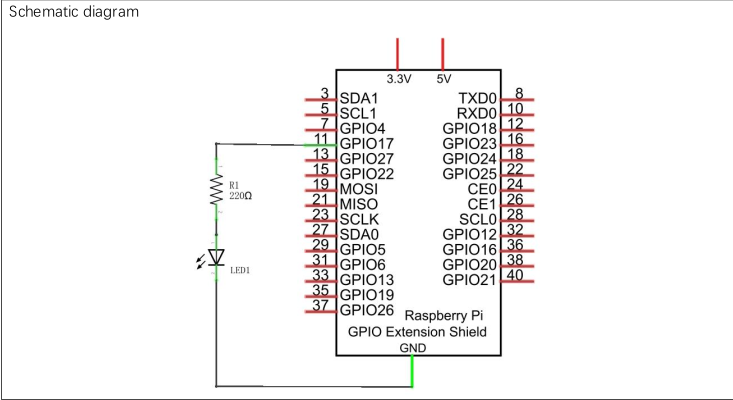 Schematic diagram
3.3V 5V
3 SDA1 TXD0 8
5 SCL1 RXD0 10
7 GPIO4 GPIO18 12
11 GPIO17 GPIO23 16
13 GPIO27 GPIO24 18
15 GPIO22 GPIO25 22
19 MOSI CE0 24
21 MISO CE1 26
23 SCLK SCL0 28
27 SDA0 GPIO12 32
29 GPIO5 GPIO16 36
31 GPIO6 GPIO20 38
33 GPIO13 GPIO21 40
35 GPIO19
37 GPIO26
R1
220Ω
LED1
Raspberry Pi
GPIO Extension Shield
GND